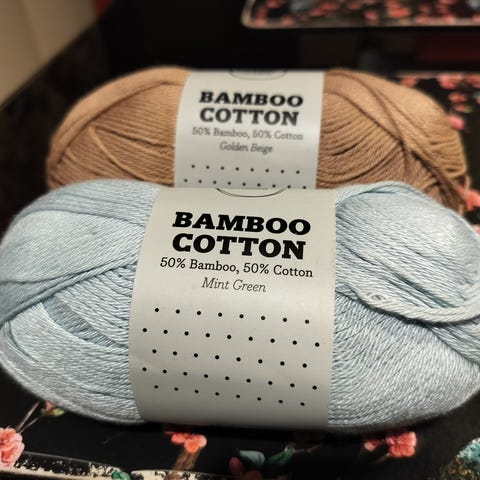 BAMBOO
COTTON
50% Bamboo, 50% Cotton
Golden Beige
BAMBOO
COTTON
50% Bamboo, 50% Cotton
Mint Green